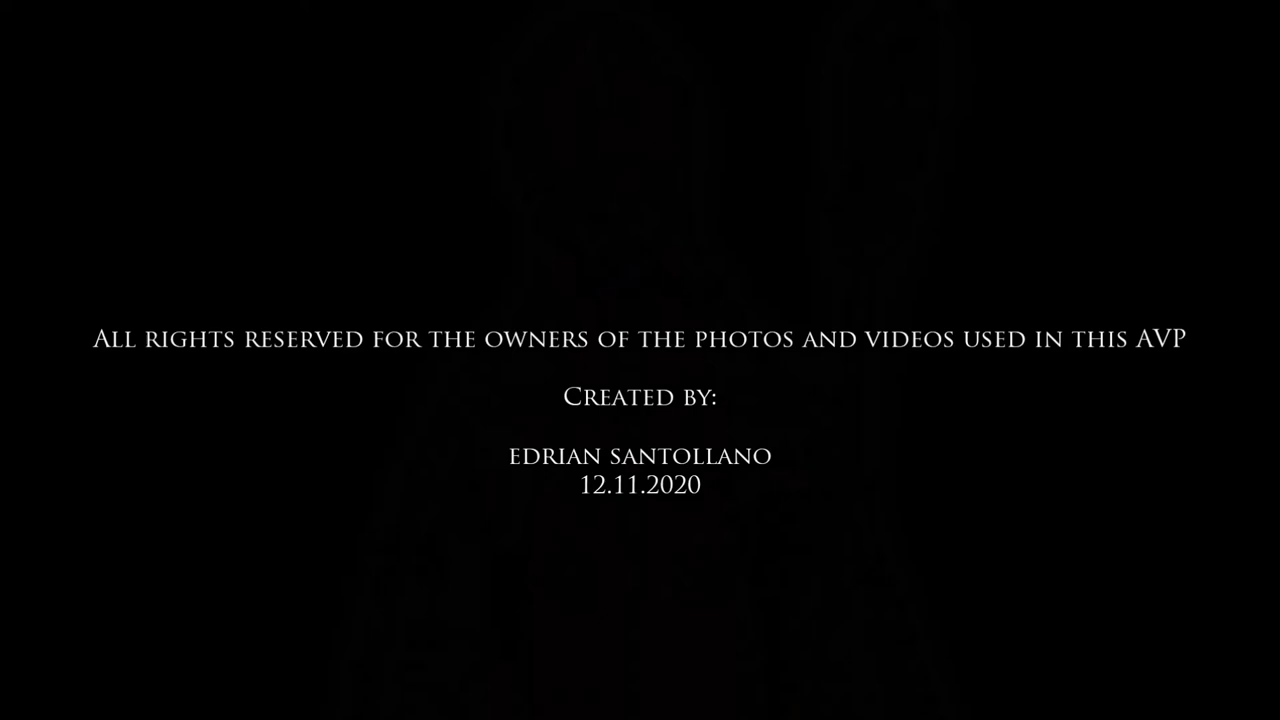 All rights reserved for the owners of the photos and videos used in this AVP
Created by:
edrian santollano
12.11.2020